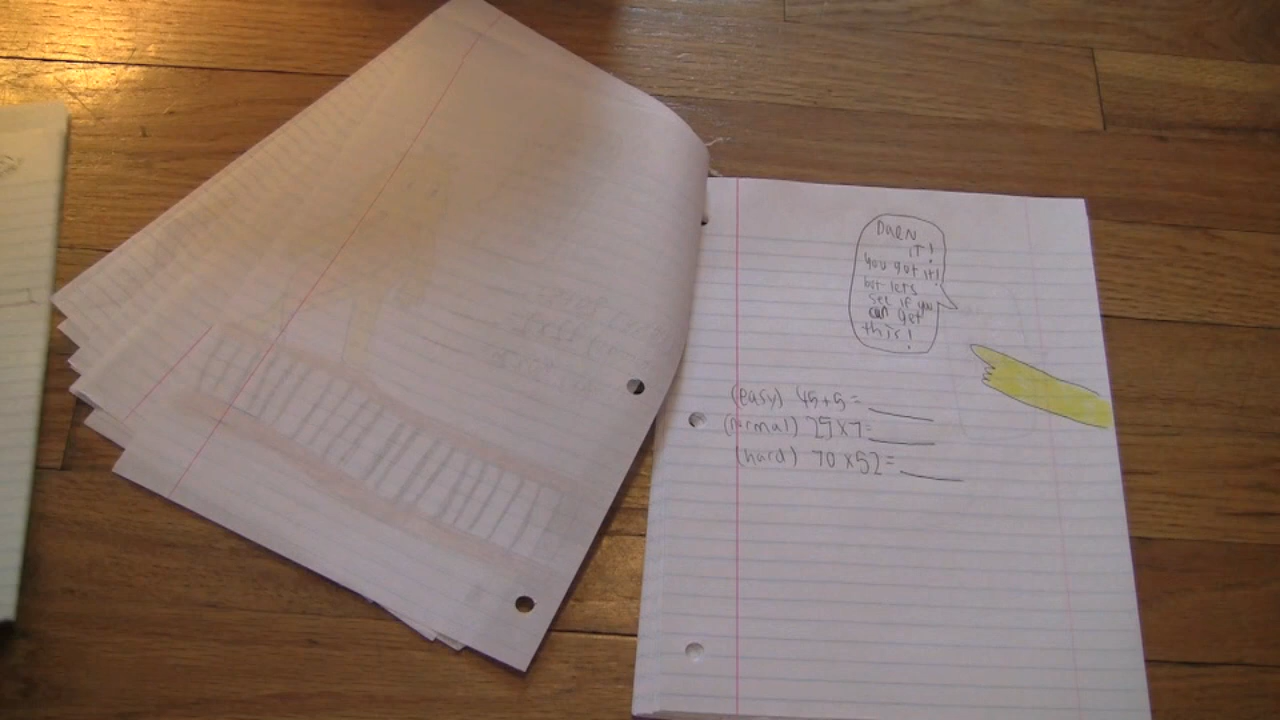 Darn
it!
you got it!
but lets
see if you
can get
this!
(easy) 45+5=
(normal) 25x7=
(hard) 70x52=